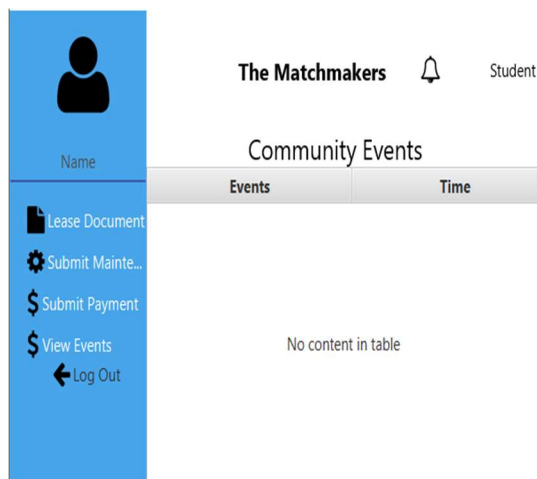 The Matchmakers
Student
Name
Community Events
Events
Time
Lease Document
Submit Mainte...
$ Submit Payment
$ View Events
Log Out
No content in table